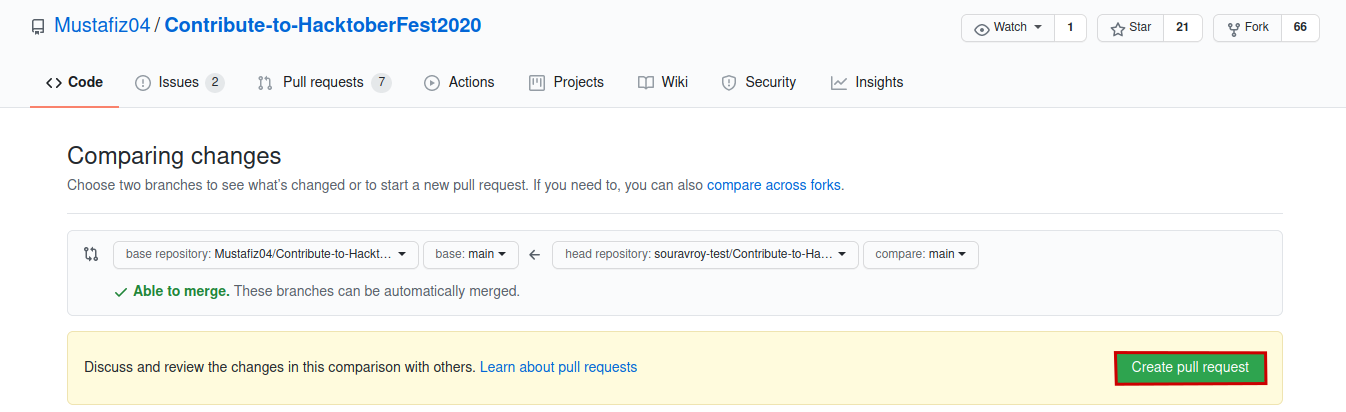 Mustafiz04 / Contribute-to-HacktoberFest2020 Watch 1 Star 21 Fork 66
Code Issues 2 Pull requests 7 Actions Projects Wiki Security Insights
Comparing changes
Choose two branches to see what's changed or to start a new pull request. If you need to, you can also compare across forks.
base repository: Mustafiz04/Contribute-to-Hackt... base: main ← head repository: souravroy-test/Contribute-to-Ha... compare: main
Able to merge. These branches can be automatically merged.
Discuss and review the changes in this comparison with others. Learn about pull requests Create pull request